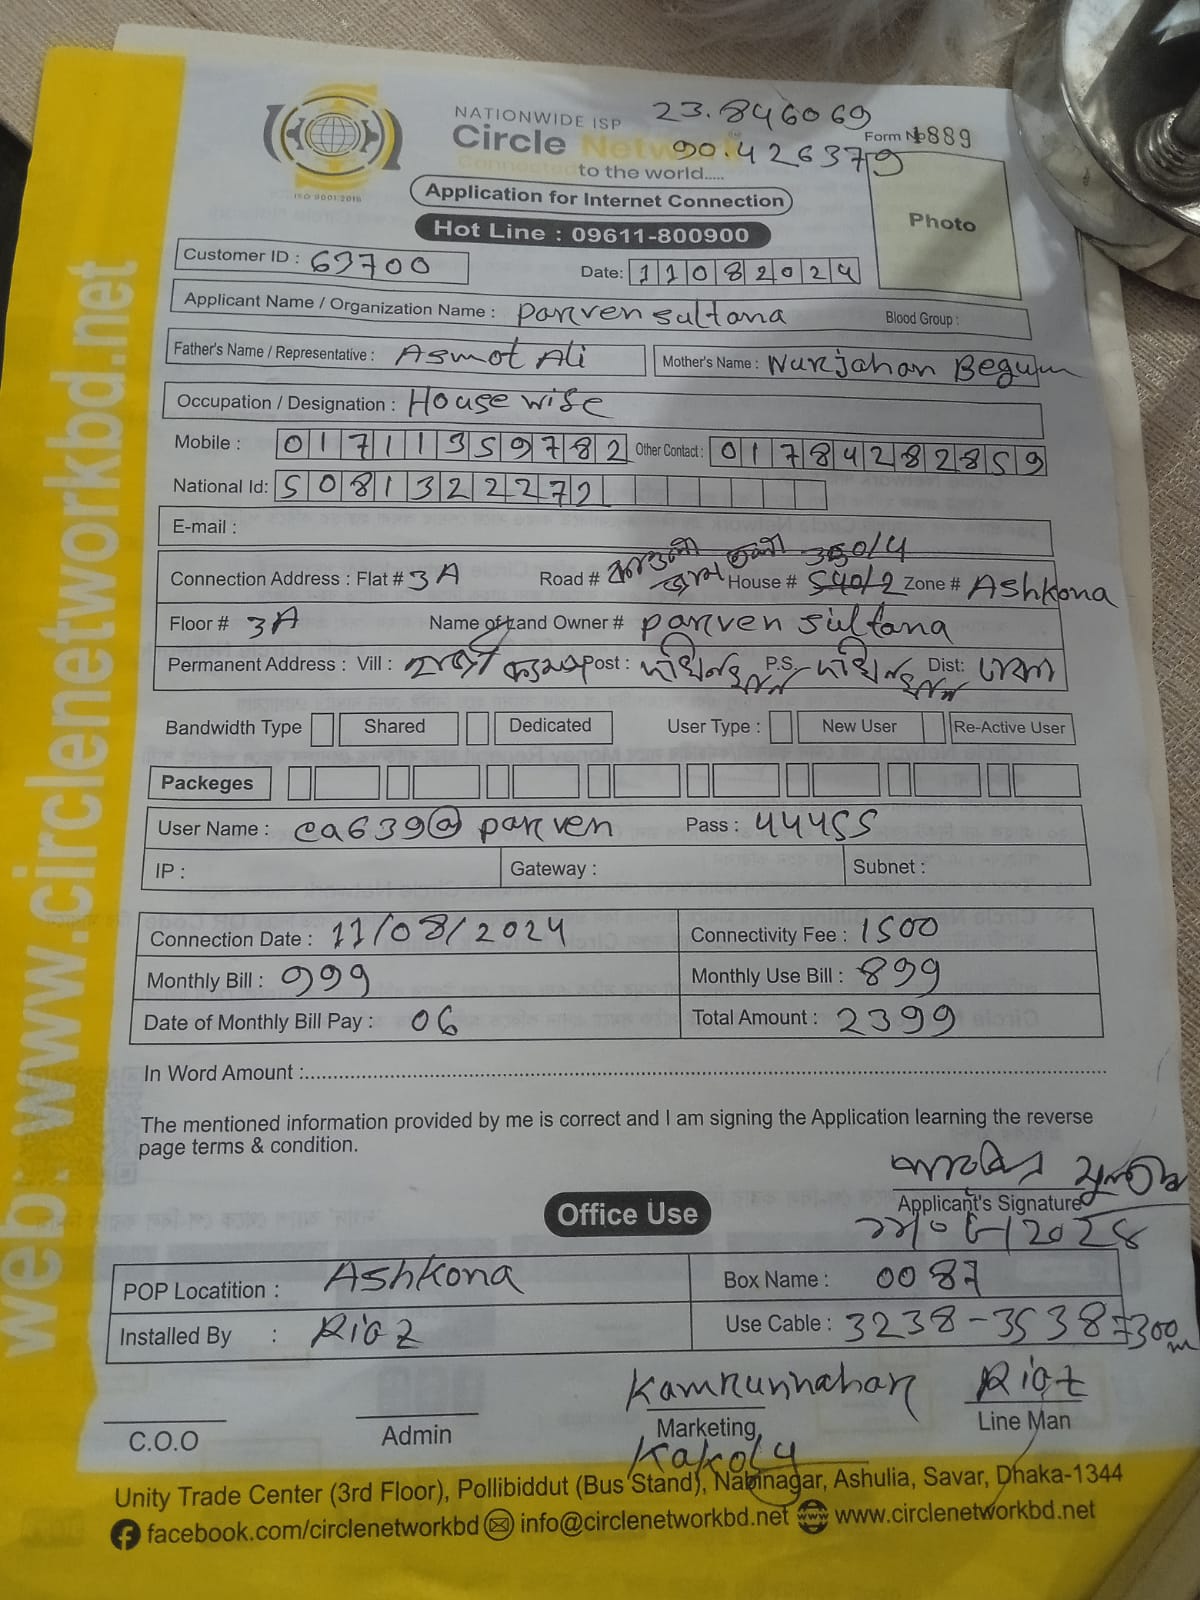 NATIONWIDE ISP 23.846069
Circle Network Form No 1889
90.426379
Connected to the world.....
ISO 9001:2015
Application for Internet Connection
Hot Line : 09611-800900
Photo
Customer ID : 63700
Date: 11082024
Applicant Name / Organization Name : Parven sultana Blood Group :
Father's Name / Representative : Asmot Ali Mother's Name : Nurjahan Begum
Occupation / Designation : House wife
Mobile : 01711359782 Other Contact : 01784282859
National Id: 5081322272
E-mail :
350/4
Connection Address : Flat # 3A Road # House # 540/2 Zone # Ashkona
Floor # 3A Name of Land Owner # parven sultana
Permanent Address : Vill : Post : P.S. Dist: ঢাকা
Bandwidth Type Shared Dedicated User Type : New User Re-Active User
Packeges
User Name : ca639@parven Pass : 44455
IP : Gateway : Subnet :
Connection Date : 11/08/2024 Connectivity Fee : 1500
Monthly Bill : 999 Monthly Use Bill : 899
Date of Monthly Bill Pay : 06 Total Amount : 2399
In Word Amount :
The mentioned information provided by me is correct and I am signing the Application learning the reverse
page terms & condition.
Applicant's Signature
Office Use
POP Locatition : Ashkona Box Name : 0087
Installed By : Riaz Use Cable : 3238-3538=300m
Kamrunnahar Riaz
C.O.O Admin Marketing Line Man
Kakoly
Unity Trade Center (3rd Floor), Pollibiddut (Bus Stand), Nabinagar, Ashulia, Savar, Dhaka-1344
facebook.com/circlenetworkbd info@circlenetworkbd.net www.circlenetworkbd.net
web: www.circlenetworkbd.net